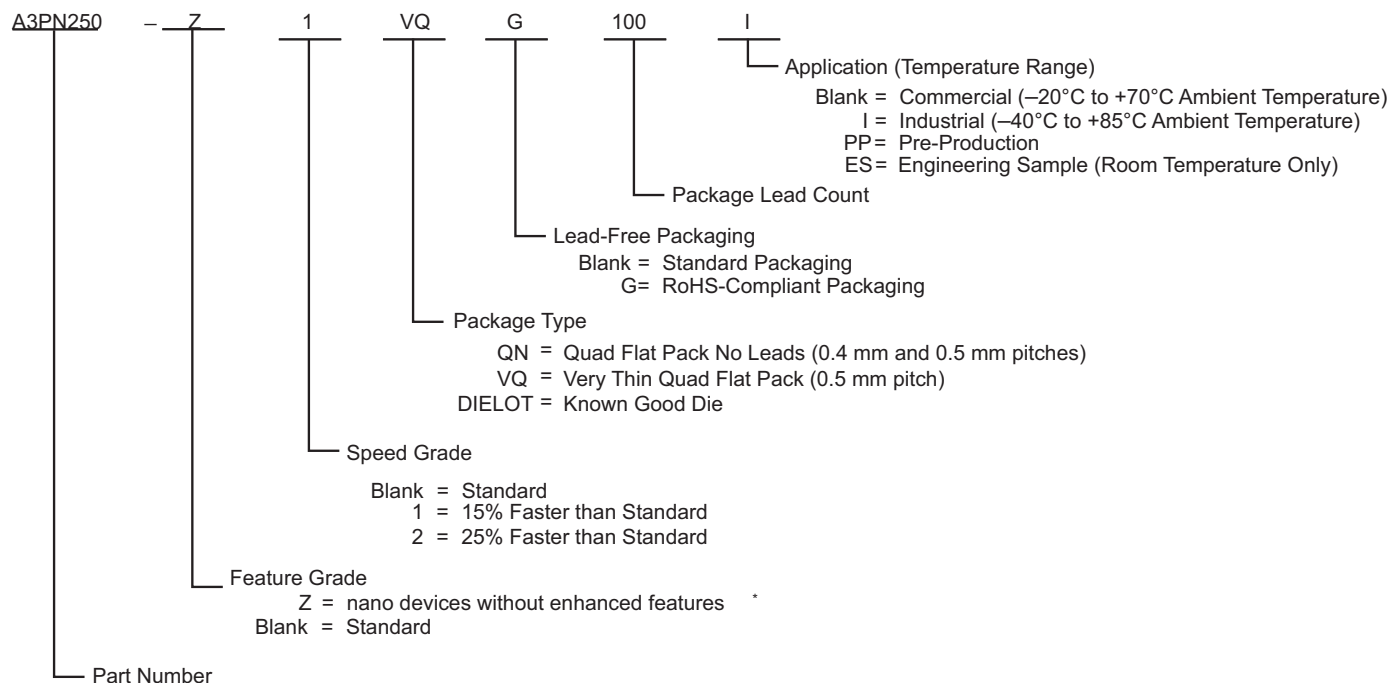 A3PN250 – Z 1 VQ G 100 I
Application (Temperature Range)
Blank = Commercial (–20°C to +70°C Ambient Temperature)
I = Industrial (–40°C to +85°C Ambient Temperature)
PP = Pre-Production
ES = Engineering Sample (Room Temperature Only)
Package Lead Count
Lead-Free Packaging
Blank = Standard Packaging
G= RoHS-Compliant Packaging
Package Type
QN = Quad Flat Pack No Leads (0.4 mm and 0.5 mm pitches)
VQ = Very Thin Quad Flat Pack (0.5 mm pitch)
DIELOT = Known Good Die
Speed Grade
Blank = Standard
1 = 15% Faster than Standard
2 = 25% Faster than Standard
Feature Grade
Z = nano devices without enhanced features *
Blank = Standard
Part Number